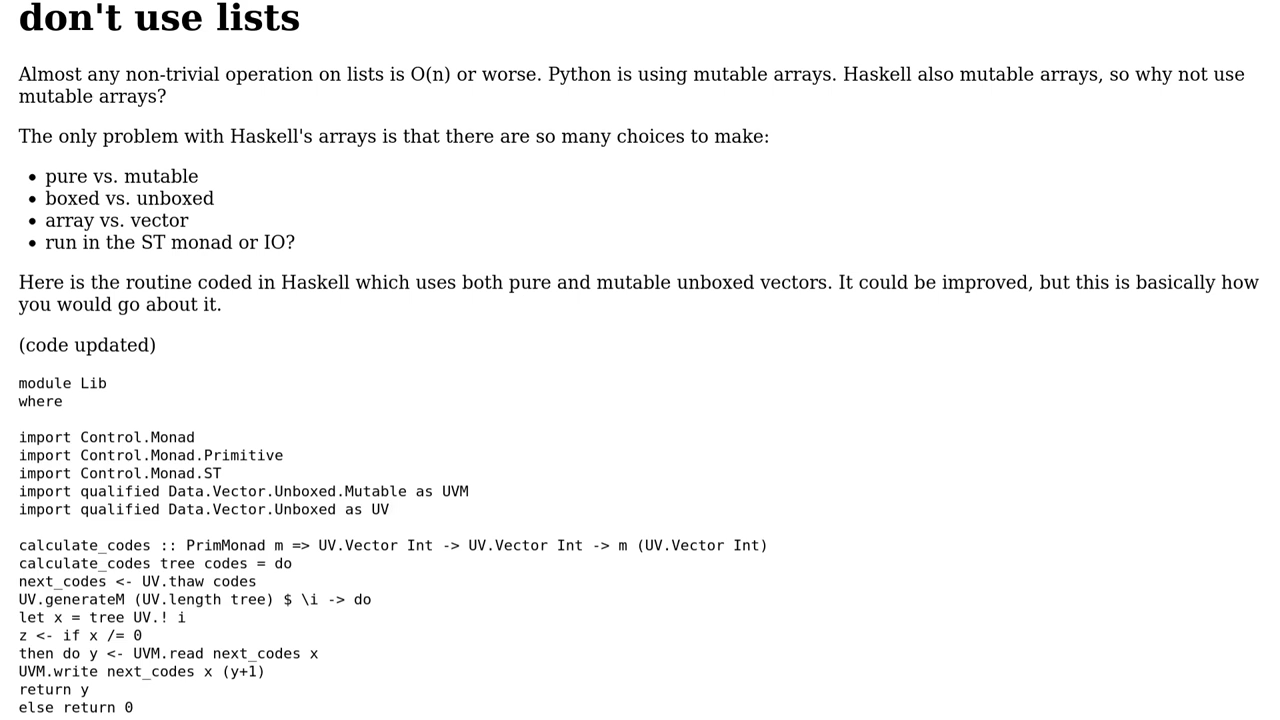 don't use lists
Almost any non-trivial operation on lists is O(n) or worse. Python is using mutable arrays. Haskell also mutable arrays, so why not use
mutable arrays?
The only problem with Haskell's arrays is that there are so many choices to make:
• pure vs. mutable
• boxed vs. unboxed
• array vs. vector
• run in the ST monad or IO?
Here is the routine coded in Haskell which uses both pure and mutable unboxed vectors. It could be improved, but this is basically how
you would go about it.
(code updated)
module Lib
where
import Control.Monad
import Control.Monad.Primitive
import Control.Monad.ST
import qualified Data.Vector.Unboxed.Mutable as UVM
import qualified Data.Vector.Unboxed as UV
calculate_codes :: PrimMonad m => UV.Vector Int -> UV.Vector Int -> m (UV.Vector Int)
calculate_codes tree codes = do
next_codes <- UV.thaw codes
UV.generateM (UV.length tree) $ \i -> do
let x = tree UV.! i
z <- if x /= 0
then do y <- UVM.read next_codes x
UVM.write next_codes x (y+1)
return y
else return 0